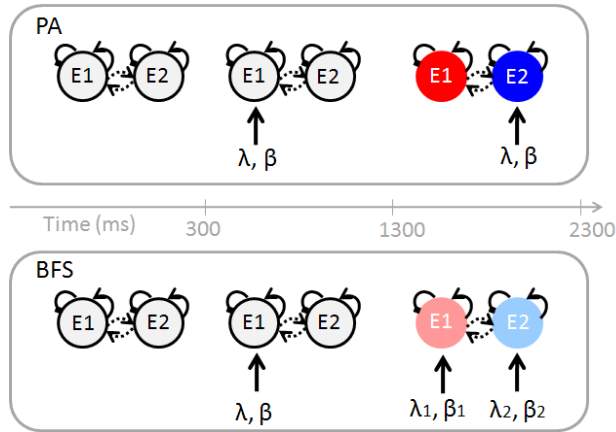 PA
E1 E2 E1 E2 E1 E2
λ, β λ, β
Time (ms) 300 1300 2300
BFS
E1 E2 E1 E2 E1 E2
λ, β λ₁, β₁ λ₂, β₂